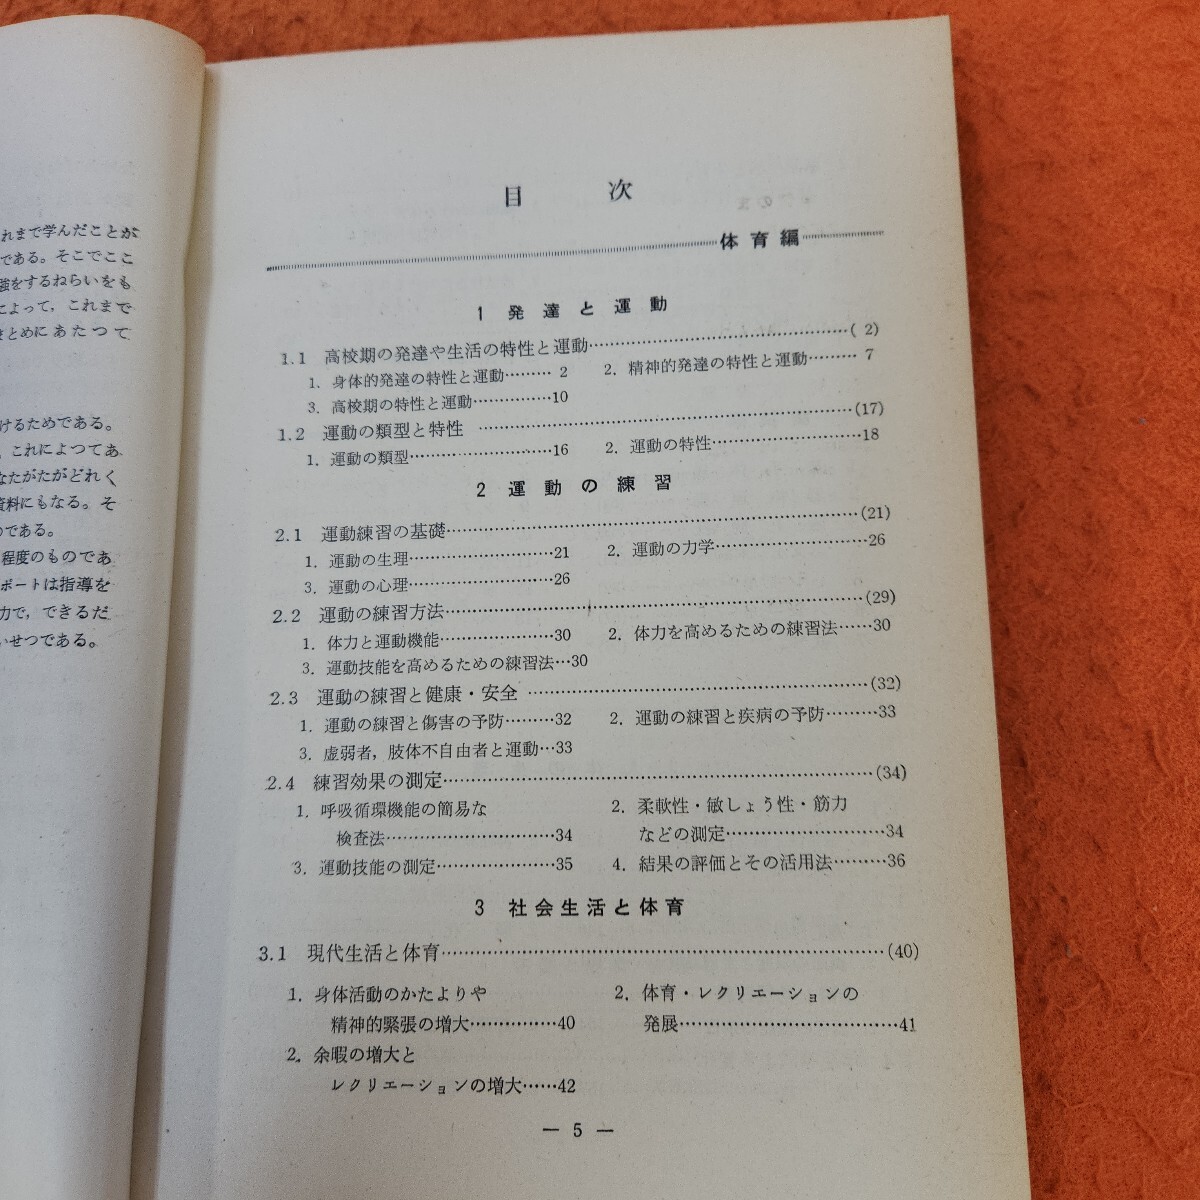 れまで学んだことが
である。そこでここ
強をするねらいをも
によって，これまで
まとめにあたつて
けるためである。
これによつてあ
なたがたがどれく
資料にもなる。そ
のである。
程度のものであ
ポートは指導を
力で，できるだ
いせつである。
目　次
体育編
1 発達と運動
1.1 高校期の発達や生活の特性と運動……………………(2)
1. 身体的発達の特性と運動………2　2. 精神的発達の特性と運動………7
3. 高校期の特性と運動……………10
1.2 運動の類型と特性……………………(17)
1. 運動の類型………………………16　2. 運動の特性………………………18
2 運動の練習
2.1 運動練習の基礎……………………(21)
1. 運動の生理………………………21　2. 運動の力学………………………26
3. 運動の心理………………………26
2.2 運動の練習方法……………………(29)
1. 体力と運動機能…………………30　2. 体力を高めるための練習法……30
3. 運動技能を高めるための練習法…30
2.3 運動の練習と健康・安全……………………(32)
1. 運動の練習と傷害の予防………32　2. 運動の練習と疾病の予防………33
3. 虚弱者，肢体不自由者と運動…33
2.4 練習効果の測定……………………(34)
1. 呼吸循環機能の簡易な　2. 柔軟性・敏しょう性・筋力
検査法…………………………34　などの測定………………………34
3. 運動技能の測定…………………35　4. 結果の評価とその活用法………36
3 社会生活と体育
3.1 現代生活と体育……………………(40)
1. 身体活動のかたよりや　2. 体育・レクリエーションの
精神的緊張の増大……………40　発展………………………………41
2. 余暇の増大と
レクリエーションの増大……42
— 5 —